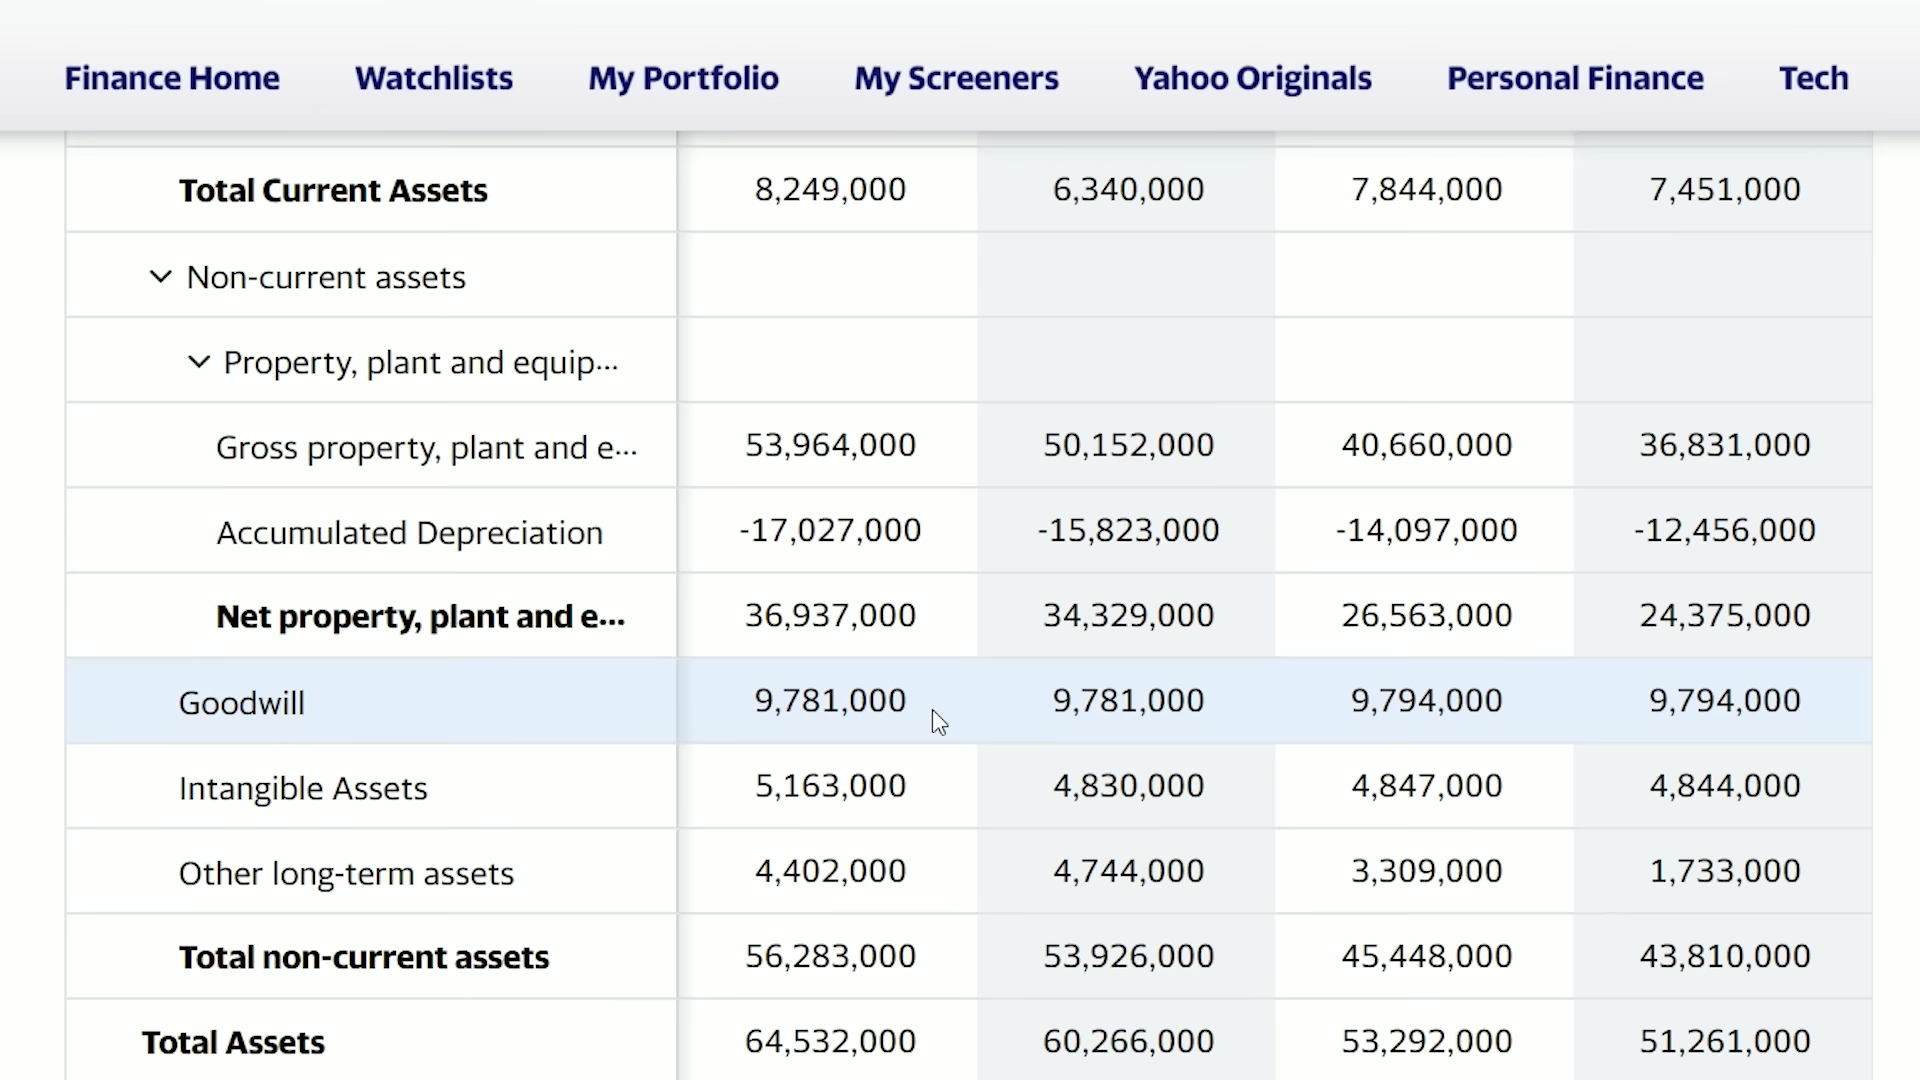 Finance Home Watchlists My Portfolio My Screeners Yahoo Originals Personal Finance Tech
Total Current Assets 8,249,000 6,340,000 7,844,000 7,451,000
Non-current assets
Property, plant and equip...
Gross property, plant and e... 53,964,000 50,152,000 40,660,000 36,831,000
Accumulated Depreciation -17,027,000 -15,823,000 -14,097,000 -12,456,000
Net property, plant and e... 36,937,000 34,329,000 26,563,000 24,375,000
Goodwill 9,781,000 9,781,000 9,794,000 9,794,000
Intangible Assets 5,163,000 4,830,000 4,847,000 4,844,000
Other long-term assets 4,402,000 4,744,000 3,309,000 1,733,000
Total non-current assets 56,283,000 53,926,000 45,448,000 43,810,000
Total Assets 64,532,000 60,266,000 53,292,000 51,261,000